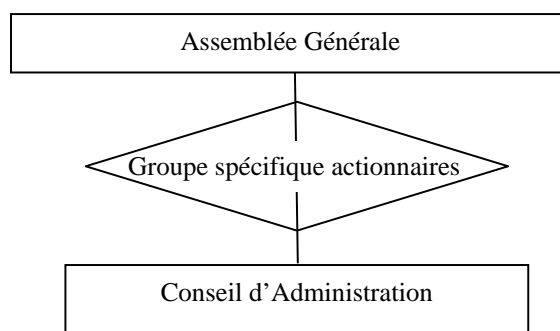 Assemblée Générale
Groupe spécifique actionnaires
Conseil d’Administration